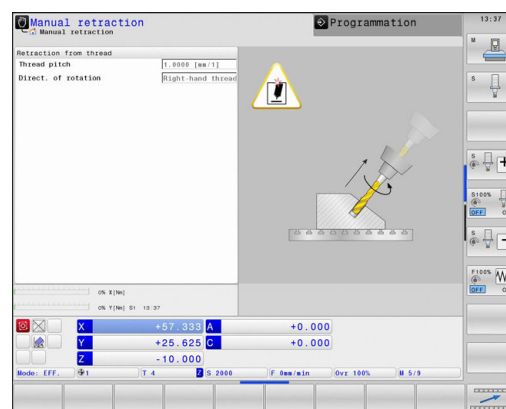 Manual retraction
Manual retraction
Programmation
13:37
Retraction from thread
Thread pitch 1.0000 [mm/1]
Direct. of rotation Right-hand thread
M
S
S
S100%
OFF
S
F100% W
OFF
0% X[Nm]
0% Y[Nm] S1 13:37
X +57.333 A +0.000
Y +25.625 C +0.000
Z -10.000
Mode: EFF. 1 T 4 Z S 2000 F 0mm/min Ovr 100% M 5/9